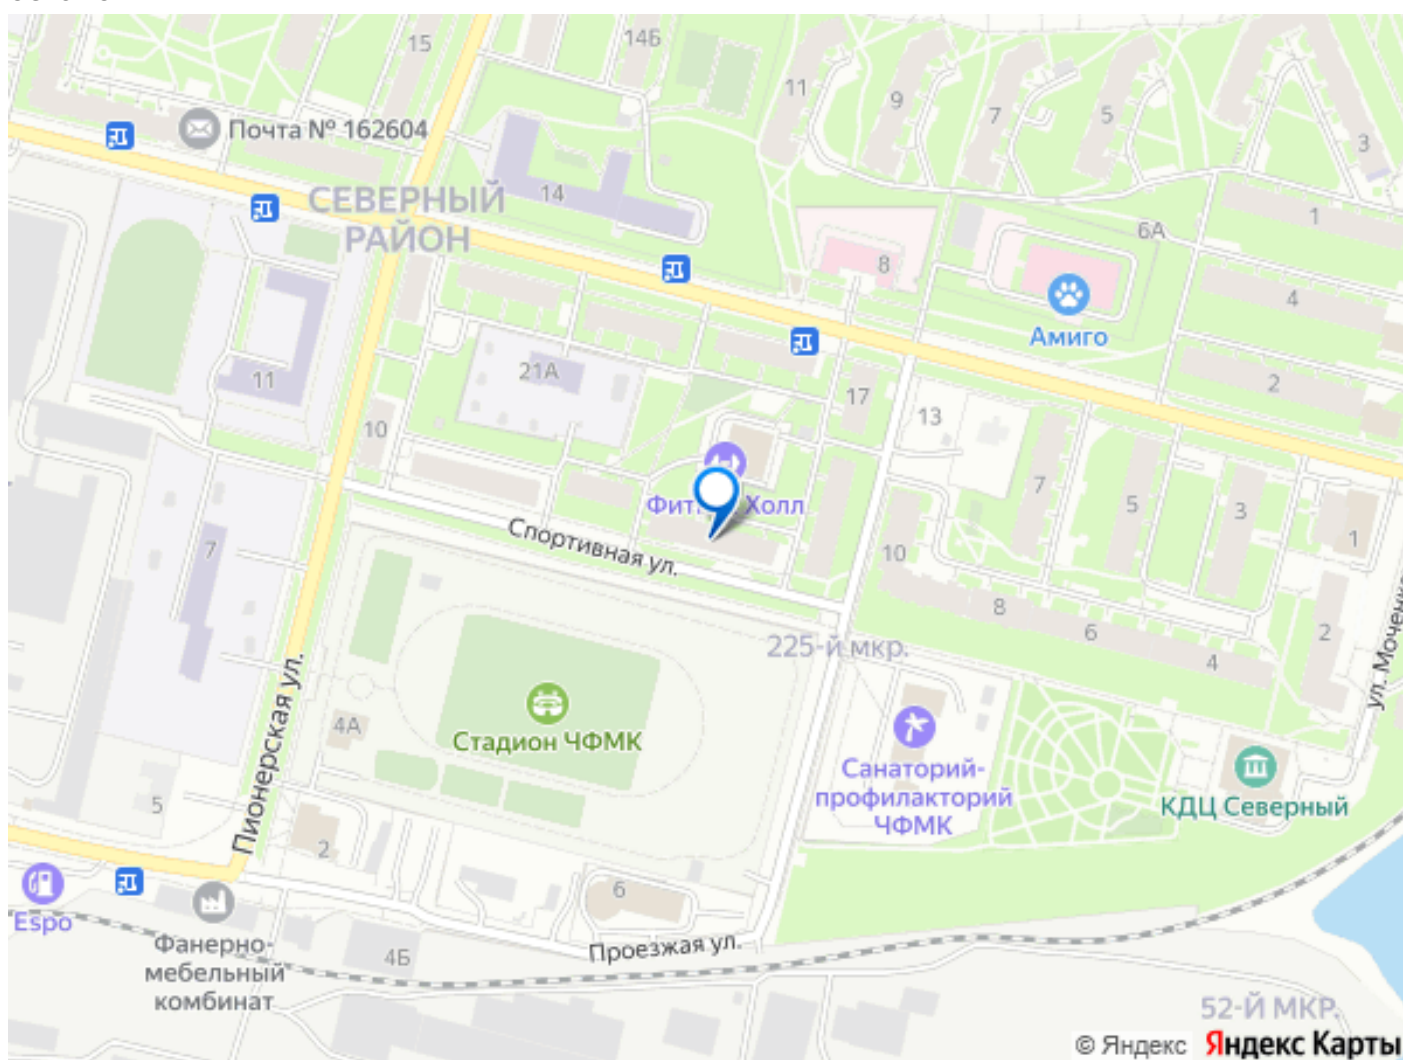 15
14Б
11
9
7
5
3
Почта № 162604
14
СЕВЕРНЫЙ
РАЙОН
1
6А
8
4
Амиго
21А
11
2
17
10
13
Холл
7
5
3
1
Спортивная ул.
7
10
8
6
4
2
225-й мкр.
ул. Моченк
Пионерская ул.
4А
Стадион ЧФМК
Санаторий-
профилакторий
ЧФМК
КДЦ Северный
5
2
6
Espo
Фанерно-
мебельный
комбинат
4Б
Проезжая ул.
52-Й МКР.
© Яндекс Яндекс Карты